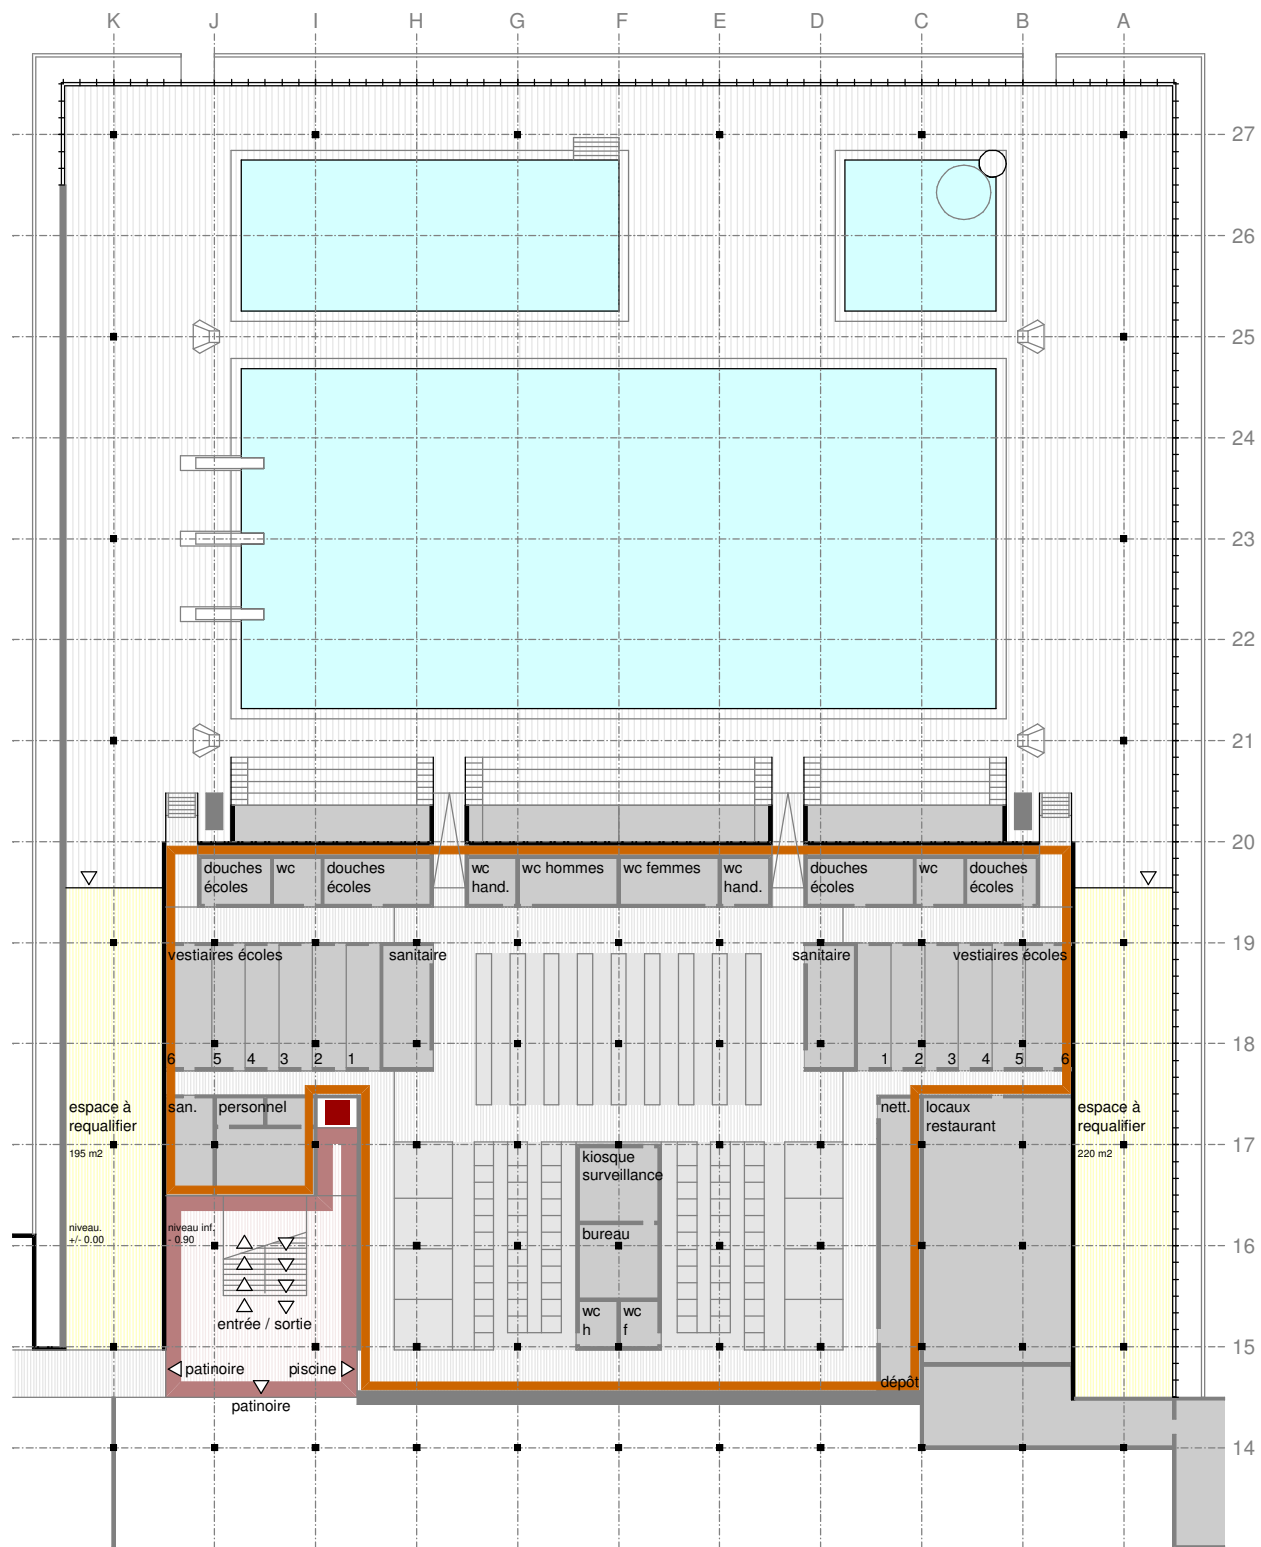 K J I H G F E D C B A
27
26
25
24
23
22
21
20
douches
écoles
wc
douches
écoles
wc
hand.
wc hommes
wc femmes
wc
hand.
douches
écoles
wc
douches
écoles
19
vestiaires écoles
sanitaire
sanitaire
vestiaires écoles
18
6 5 4 3 2 1
1 2 3 4 5 6
espace à
requalifier
195 m2
san.
personnel
nett.
locaux
restaurant
espace à
requalifier
220 m2
17
kiosque
surveillance
niveau.
+/- 0.00
niveau inf.
- 0.90
bureau
16
wc
h
wc
f
entrée / sortie
15
patinoire
piscine
dépôt
patinoire
14